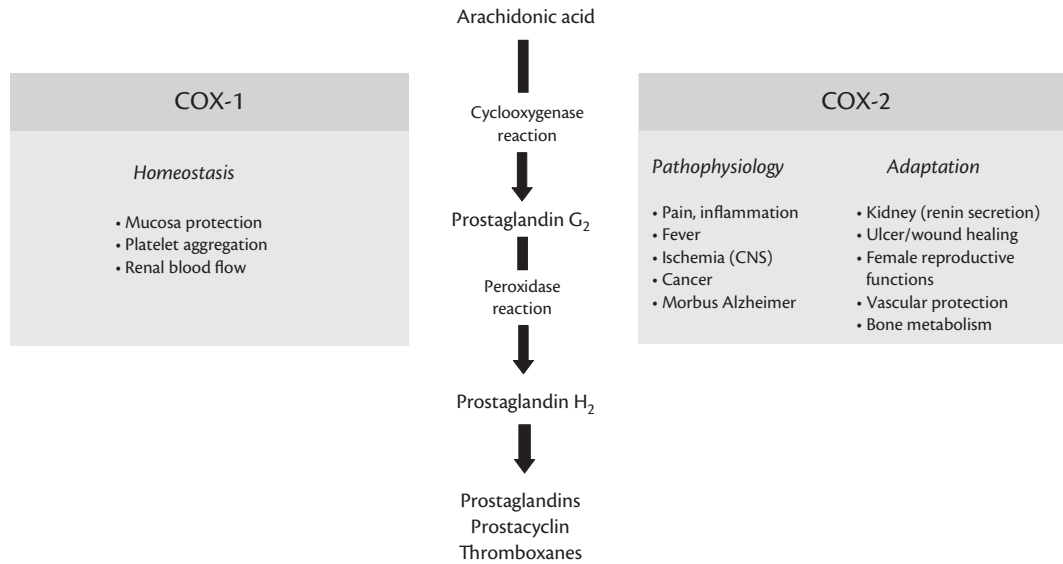 Arachidonic acid
COX-1
Homeostasis
• Mucosa protection
• Platelet aggregation
• Renal blood flow
Cyclooxygenase
reaction
Prostaglandin G₂
Peroxidase
reaction
Prostaglandin H₂
Prostaglandins
Prostacyclin
Thromboxanes
COX-2
Pathophysiology
• Pain, inflammation
• Fever
• Ischemia (CNS)
• Cancer
• Morbus Alzheimer
Adaptation
• Kidney (renin secretion)
• Ulcer/wound healing
• Female reproductive
functions
• Vascular protection
• Bone metabolism